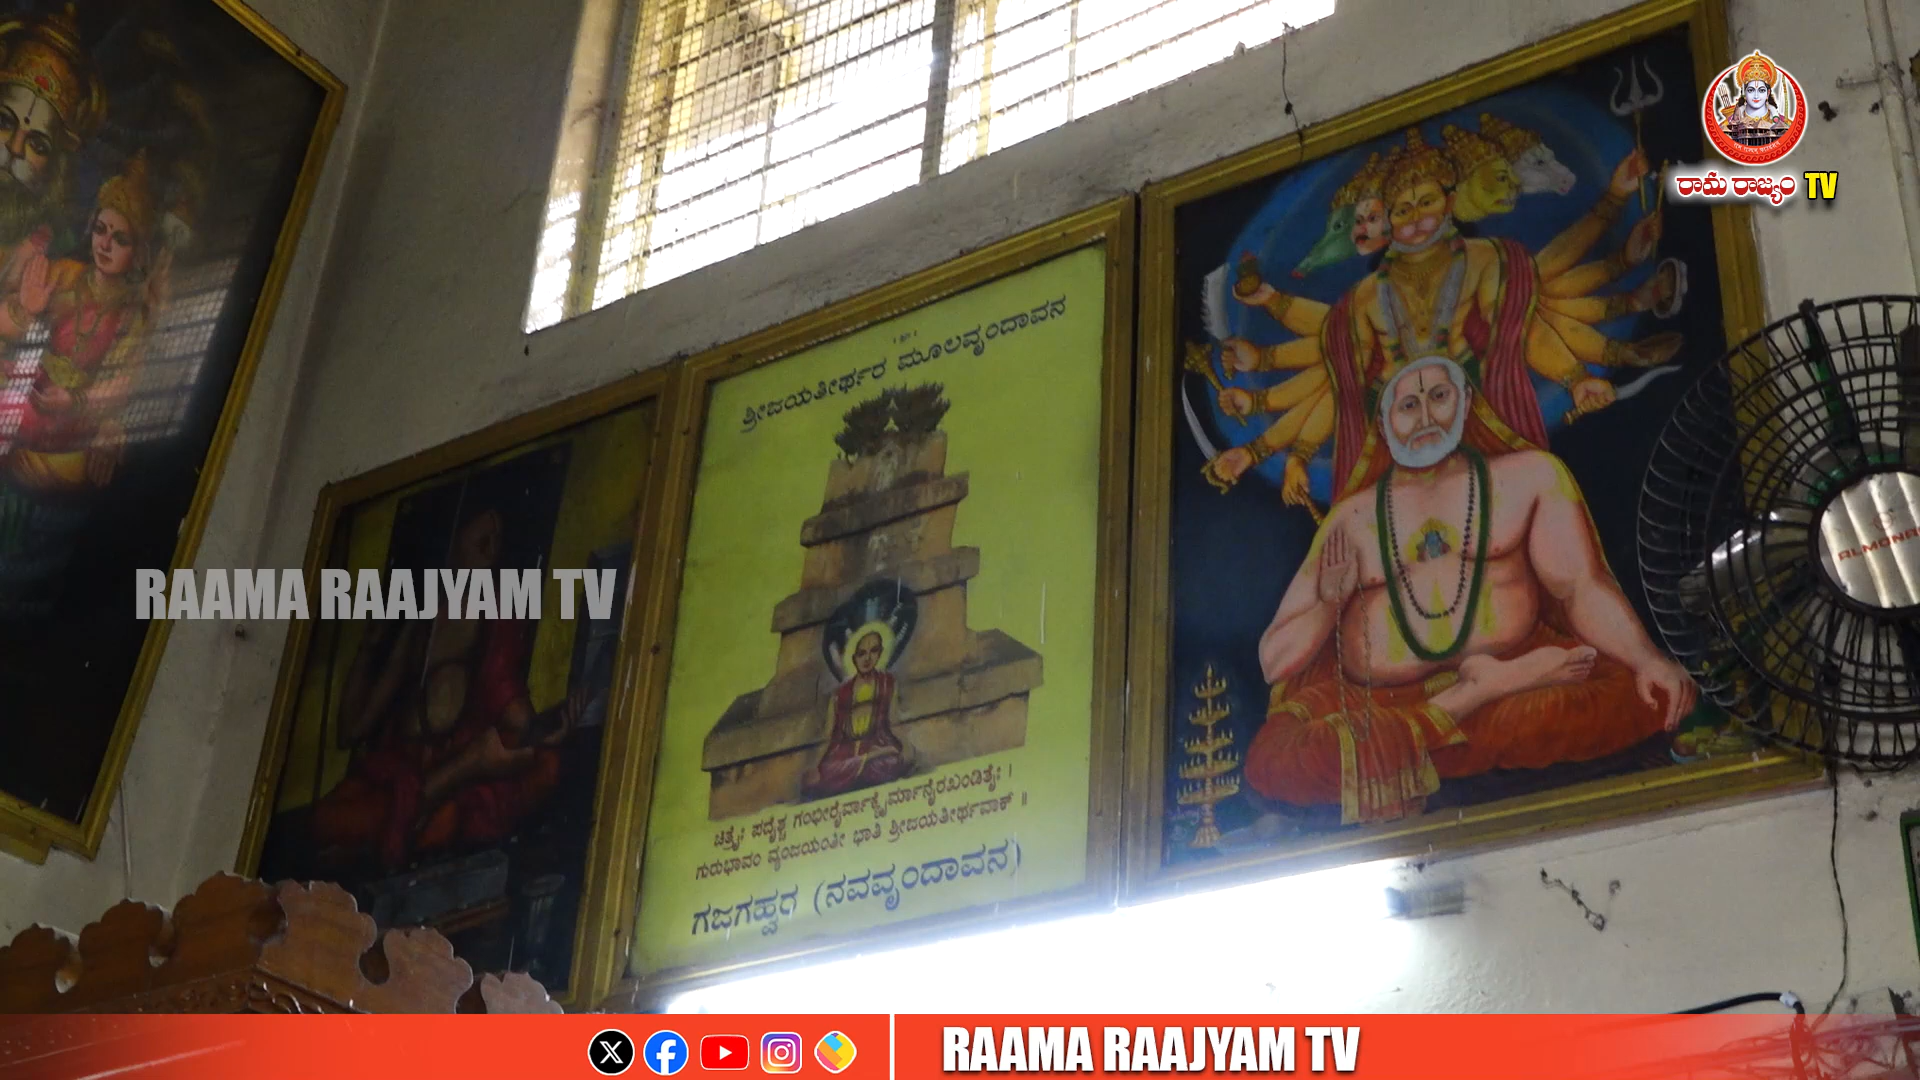 రామ రాజ్యం TV
॥ ಶ್ರೀಃ ॥
ಶ್ರೀಜಯತೀರ್ಥರ ಮೂಲವೃಂದಾವನ
ಚಿತ್ರೈಃ ಪದೈಶ್ಚ ಗಂಭೀರೈರ್ವಾಕ್ಯೈರ್ಮಾನೈರಖಂಡಿತೈಃ ।
ಗುರುಭಾವಂ ವ್ಯಂಜಯಂತೀ ಭಾತಿ ಶ್ರೀಜಯತೀರ್ಥವಾಕ್ ॥
ಗಜಗಹ್ವರ (ನವವೃಂದಾವನ)
RAAMA RAAJYAM TV
RAAMA RAAJYAM TV